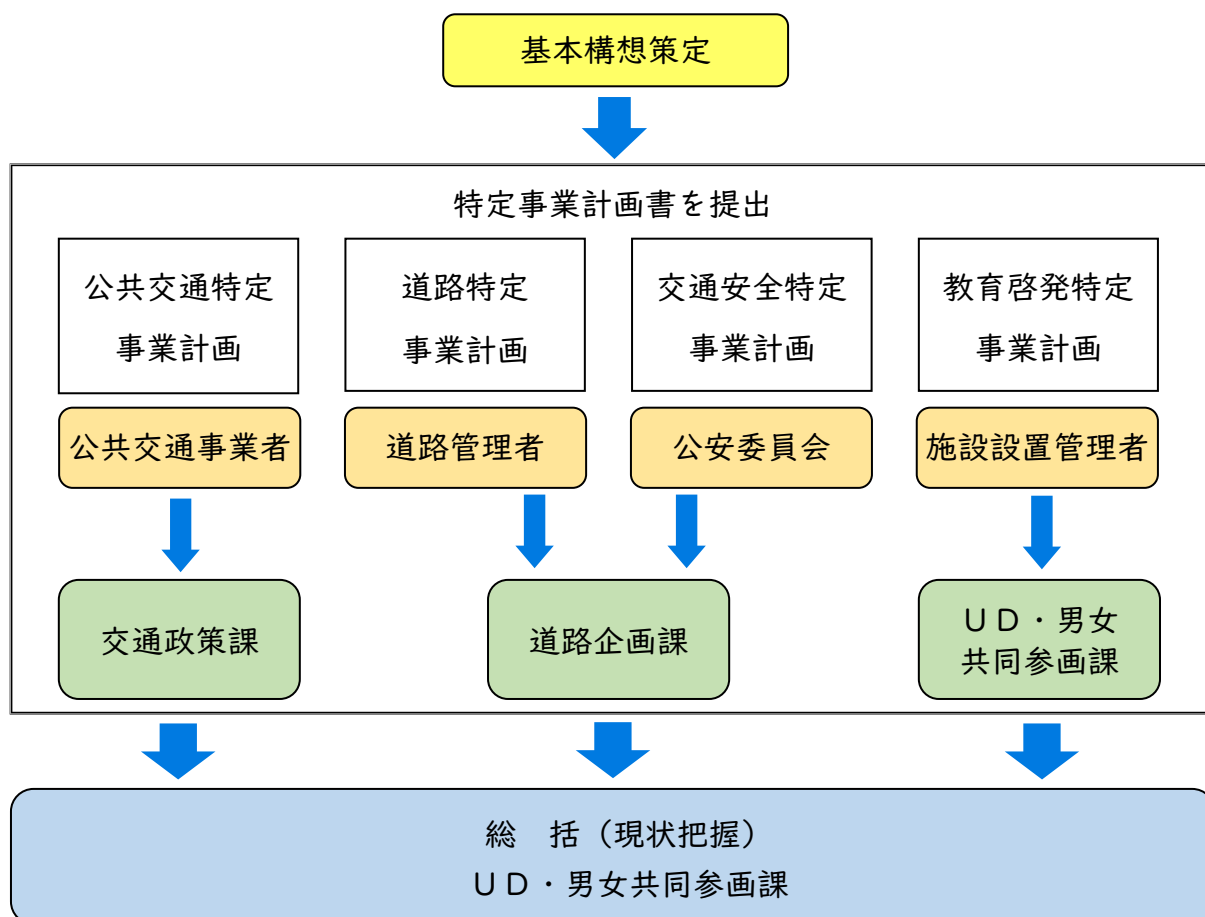 基本構想策定
特定事業計画書を提出
公共交通特定
事業計画
道路特定
事業計画
交通安全特定
事業計画
教育啓発特定
事業計画
公共交通事業者
道路管理者
公安委員会
施設設置管理者
交通政策課
道路企画課
ＵＤ・男女
共同参画課
総　括（現状把握）
ＵＤ・男女共同参画課